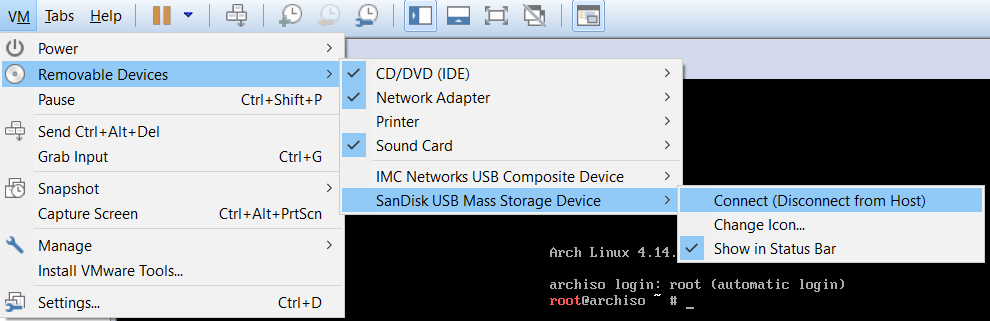 VM Tabs Help
Power
Removable Devices
Pause Ctrl+Shift+P
Send Ctrl+Alt+Del
Grab Input Ctrl+G
Snapshot
Capture Screen Ctrl+Alt+PrtScn
Manage
Install VMware Tools...
Settings... Ctrl+D
CD/DVD (IDE)
Network Adapter
Printer
Sound Card
IMC Networks USB Composite Device
SanDisk USB Mass Storage Device
Connect (Disconnect from Host)
Change Icon...
Show in Status Bar
Arch Linux 4.14.
archiso login: root (automatic login)
root@archiso ~ # _